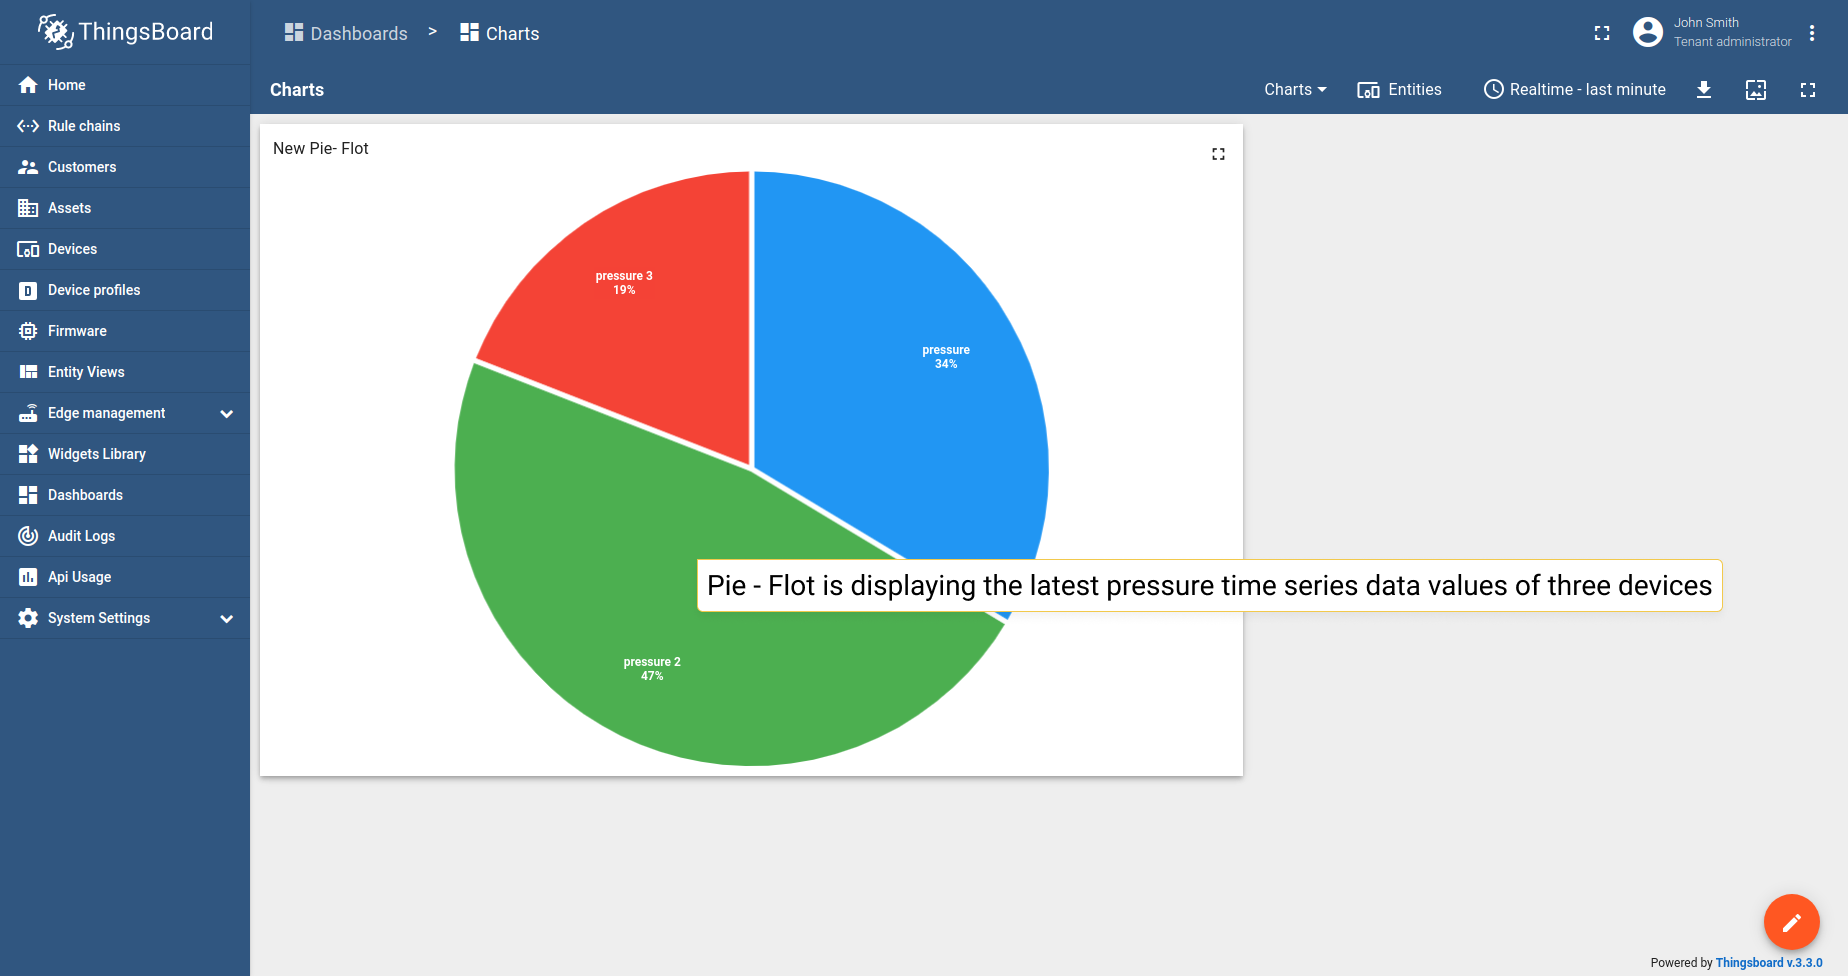 ThingsBoard
Dashboards > Charts
John Smith
Tenant administrator
Charts
Charts
Entities
Realtime - last minute
Home
Rule chains
Customers
Assets
Devices
Device profiles
Firmware
Entity Views
Edge management
Widgets Library
Dashboards
Audit Logs
Api Usage
System Settings
New Pie- Flot
pressure 3
19%
pressure
34%
Pie - Flot is displaying the latest pressure time series data values of three devices
pressure 2
47%
Powered by Thingsboard v.3.3.0